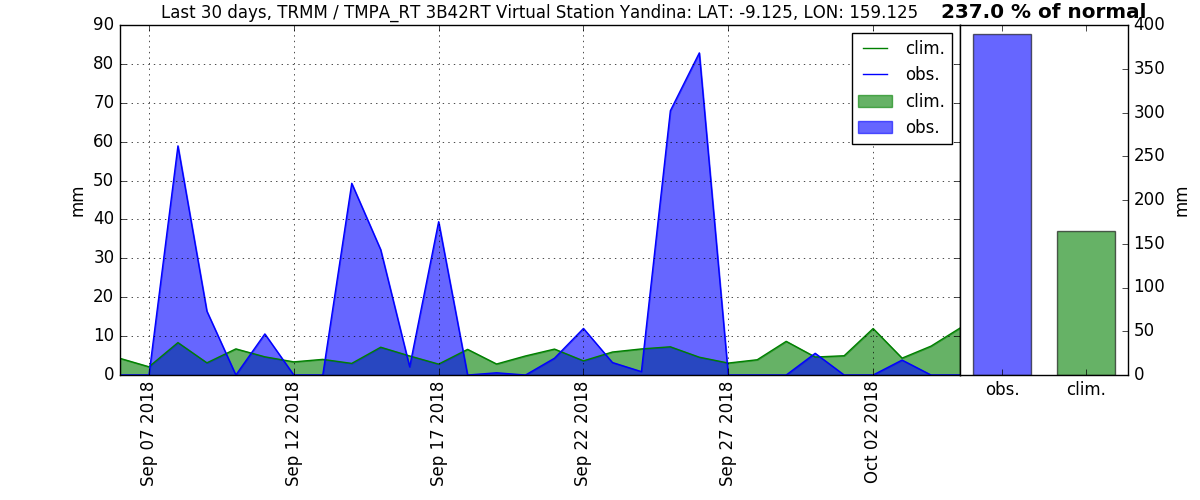 Last 30 days, TRMM / TMPA_RT 3B42RT Virtual Station Yandina: LAT: -9.125, LON: 159.125
237.0 % of normal
90
80
70
60
50
40
30
20
10
0
mm
clim.
obs.
clim.
obs.
400
350
300
250
200
150
100
50
0
mm
Sep 07 2018
Sep 12 2018
Sep 17 2018
Sep 22 2018
Sep 27 2018
Oct 02 2018
obs.
clim.